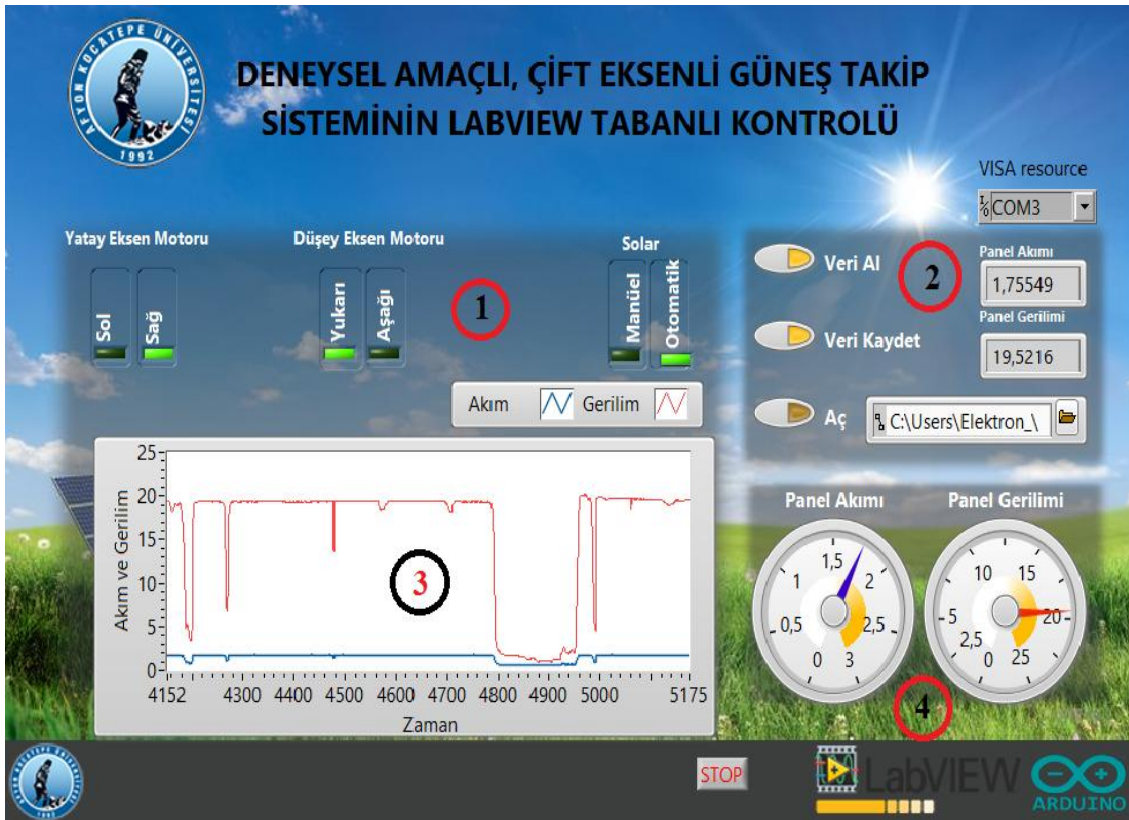 AFYON KOCATEPE ÜNİVERSİTESİ
1992
DENEYSEL AMAÇLI, ÇİFT EKSENLİ GÜNEŞ TAKİP
SİSTEMİNİN LABVIEW TABANLI KONTROLÜ
VISA resource
COM3
Yatay Eksen Motoru
Sol
Sağ
Düşey Eksen Motoru
Yukarı
Aşağı
1
Solar
Manüel
Otomatik
Veri Al
2
Panel Akımı
1,75549
Veri Kaydet
Panel Gerilimi
19,5216
Aç
C:\Users\Elektron_\
Akım
Gerilim
Akım ve Gerilim
25
20
15
10
5
0
3
4152 4300 4400 4500 4600 4700 4800 4900 5000 5175
Zaman
Panel Akımı
0 0,5 1 1,5 2 2,5 3
Panel Gerilimi
0 2,5 5 10 15 20 25
4
STOP
LabVIEW
ARDUINO